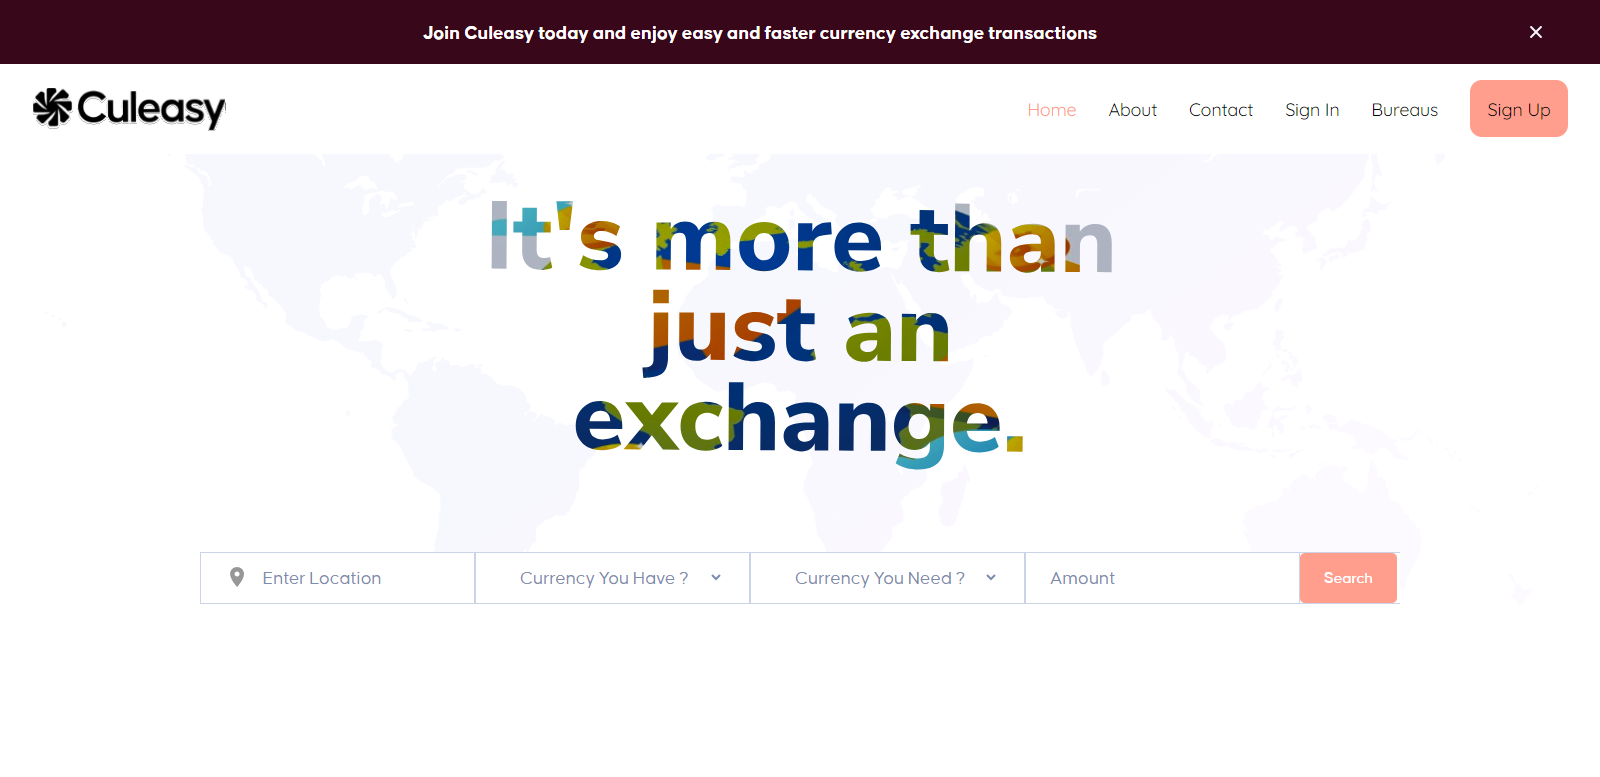 Join Culeasy today and enjoy easy and faster currency exchange transactions
Culeasy
Home About Contact Sign In Bureaus Sign Up
It's more than
just an
exchange.
Enter Location Currency You Have ? Currency You Need ? Amount Search